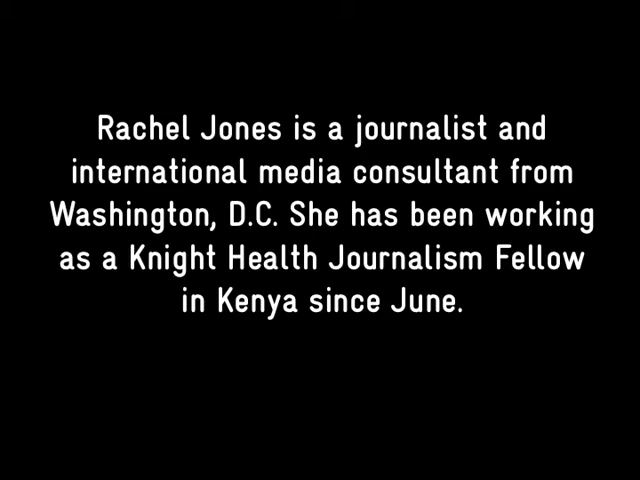 Rachel Jones is a journalist and
international media consultant from
Washington, D.C. She has been working
as a Knight Health Journalism Fellow
in Kenya since June.